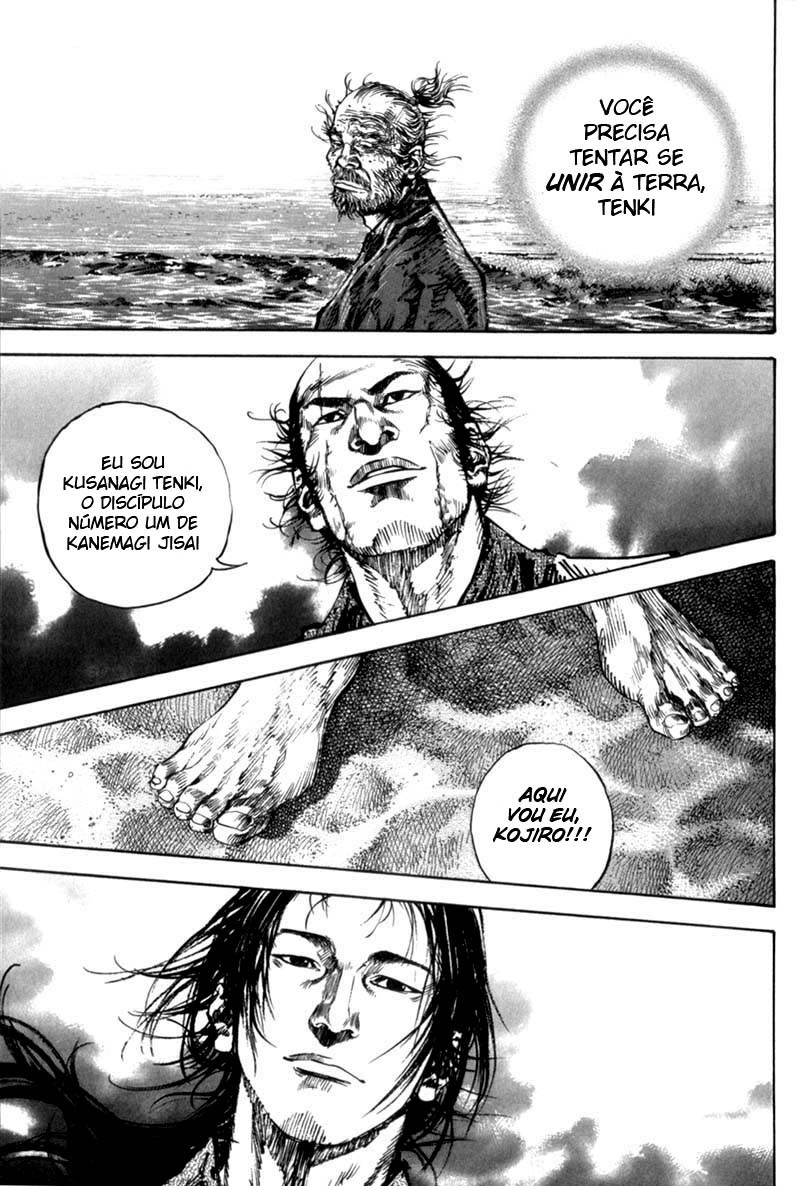 VOCÊ
PRECISA
TENTAR SE
UNIR À TERRA,
TENKI
EU SOU
KUSANAGI TENKI,
O DISCÍPULO
NÚMERO UM DE
KANEMAGI JISAI
AQUI
VOU EU,
KOJIRO!!!